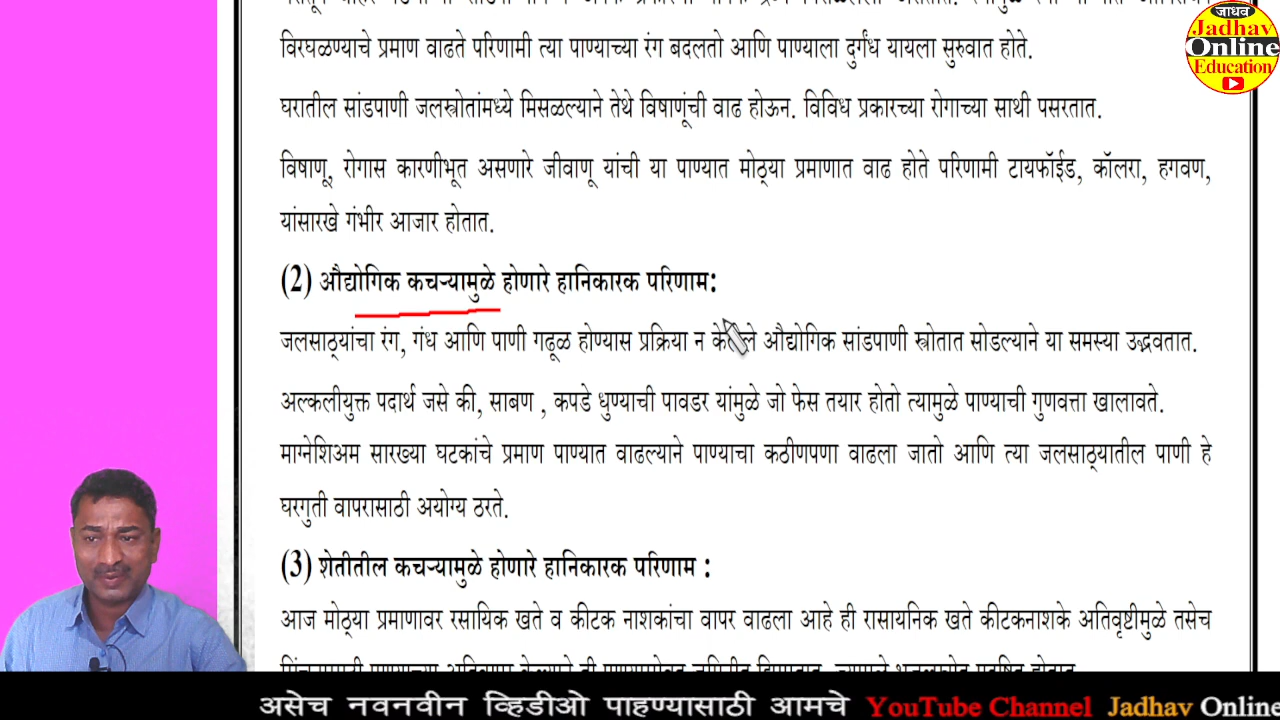 जाधव
Jadhav
Online
Education
विरघळण्याचे प्रमाण वाढते परिणामी त्या पाण्याच्या रंग बदलतो आणि पाण्याला दुर्गंध यायला सुरुवात होते.
घरातील सांडपाणी जलस्त्रोतांमध्ये मिसळल्याने तेथे विषाणूंची वाढ होऊन. विविध प्रकारच्या रोगाच्या साथी पसरतात.
विषाणू, रोगास कारणीभूत असणारे जीवाणू यांची या पाण्यात मोठ्या प्रमाणात वाढ होते परिणामी टायफॉईड, कॉलरा, हगवण,
यांसारखे गंभीर आजार होतात.
(2) औद्योगिक कचऱ्यामुळे होणारे हानिकारक परिणाम:
जलसाठ्यांचा रंग, गंध आणि पाणी गढूळ होण्यास प्रक्रिया न केलेले औद्योगिक सांडपाणी स्त्रोतात सोडल्याने या समस्या उद्भवतात.
अल्कलीयुक्त पदार्थ जसे की, साबण , कपडे धुण्याची पावडर यांमुळे जो फेस तयार होतो त्यामुळे पाण्याची गुणवत्ता खालावते.
माग्नेशिअम सारख्या घटकांचे प्रमाण पाण्यात वाढल्याने पाण्याचा कठीणपणा वाढला जातो आणि त्या जलसाठ्यातील पाणी हे
घरगुती वापरासाठी अयोग्य ठरते.
(3) शेतीतील कचऱ्यामुळे होणारे हानिकारक परिणाम :
आज मोठ्या प्रमाणावर रसायिक खते व कीटक नाशकांचा वापर वाढला आहे ही रासायनिक खते कीटकनाशके अतिवृष्टीमुळे तसेच
असेच नवनवीन व्हिडीओ पाहण्यासाठी आमचे YouTube Channel Jadhav Online